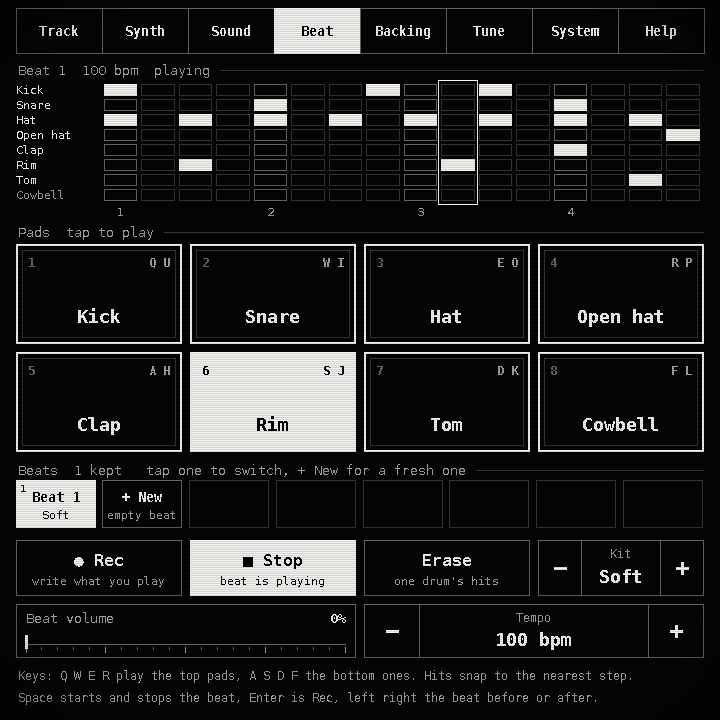 Track Synth Sound Beat Backing Tune System Help
Beat 1 100 bpm playing
Kick
Snare
Hat
Open hat
Clap
Rim
Tom
Cowbell
1 2 3 4
Pads tap to play
1 Q U 2 W I 3 E O 4 R P
Kick Snare Hat Open hat
5 A H 6 S J 7 D K 8 F L
Clap Rim Tom Cowbell
Beats 1 kept tap one to switch, + New for a fresh one
1
Beat 1 + New
Soft empty beat
● Rec ■ Stop Erase − Kit +
write what you play beat is playing one drum's hits Soft
Beat volume 0% Tempo
− 100 bpm +
Keys: Q W E R play the top pads, A S D F the bottom ones. Hits snap to the nearest step.
Space starts and stops the beat, Enter is Rec, left right the beat before or after.